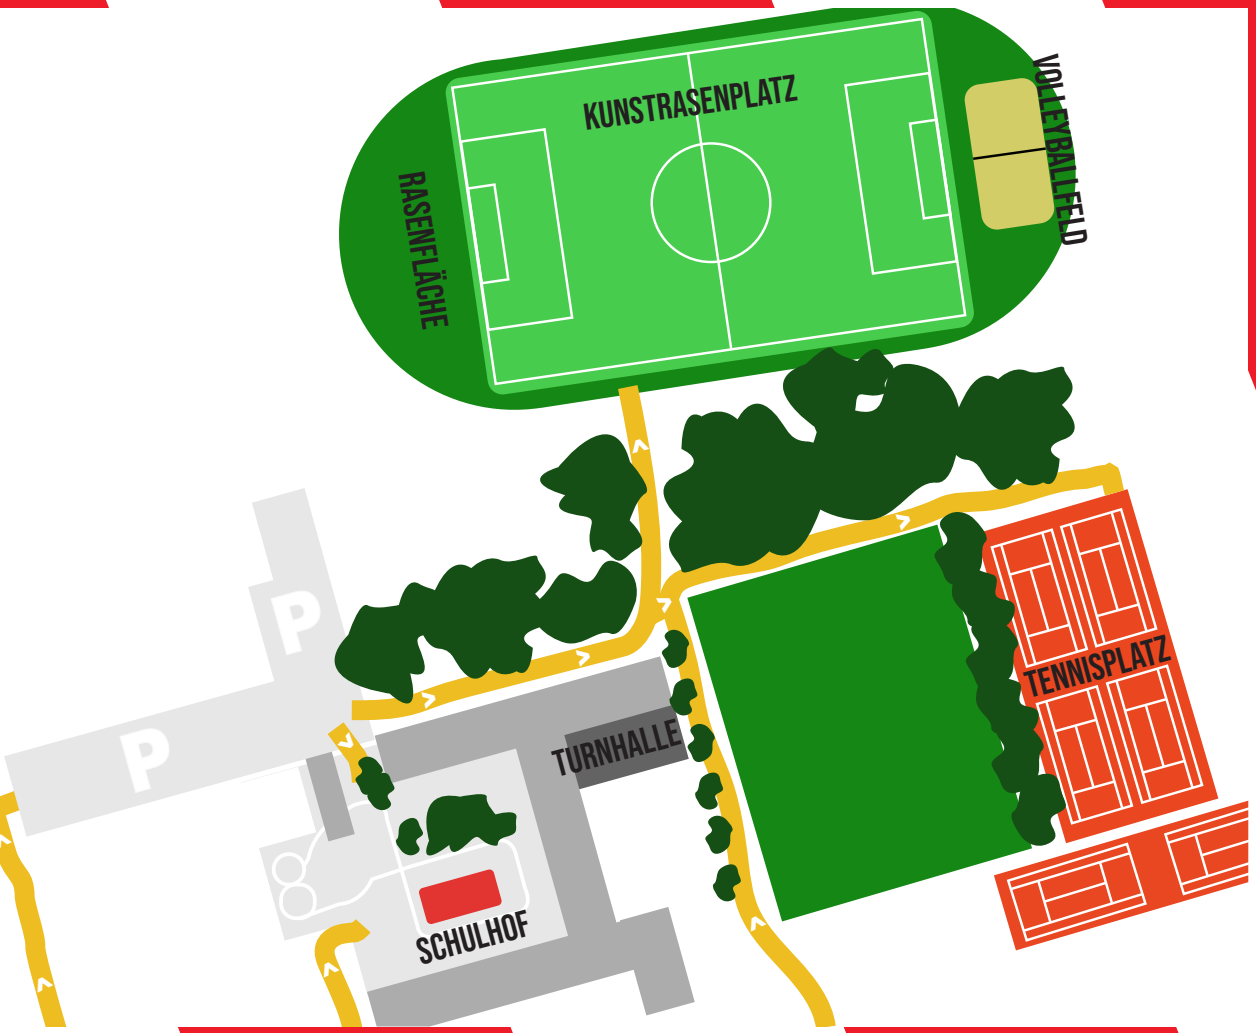 KUNSTRASENPLATZ
VOLLEYBALLFELD
RASENFLÄCHE
P
P
TENNISPLATZ
TURNHALLE
SCHULHOF